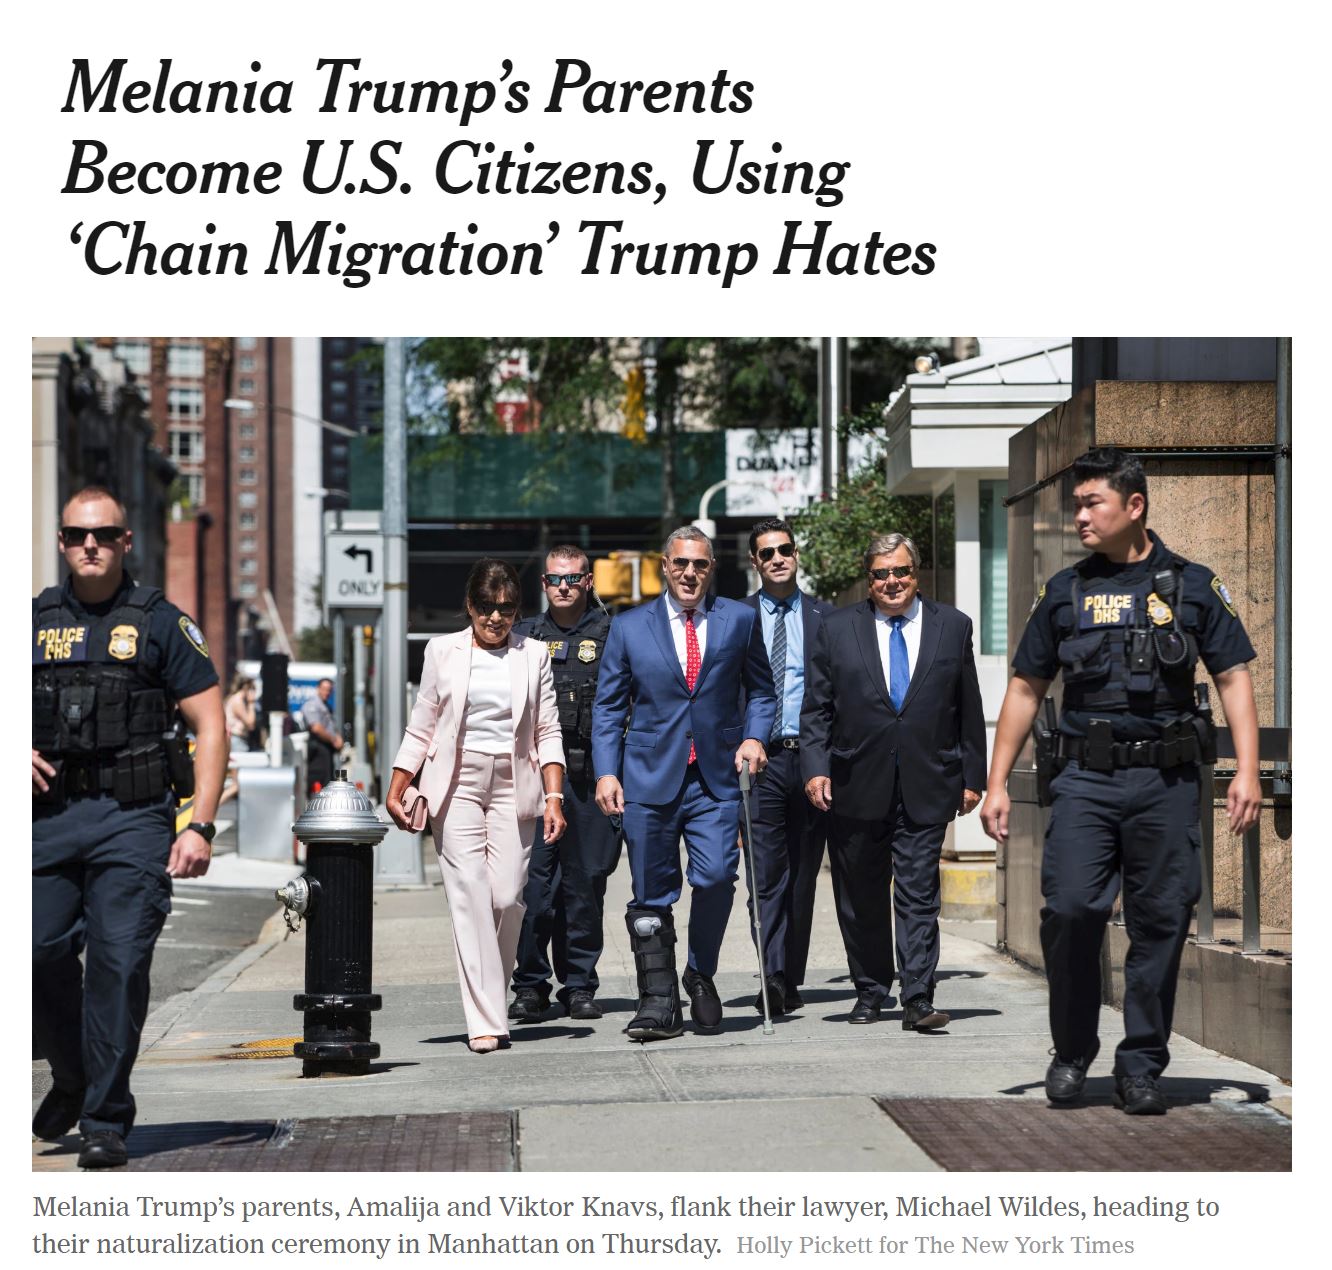 Melania Trump’s Parents
Become U.S. Citizens, Using
‘Chain Migration’ Trump Hates
ONLY
POLICE
DHS
POLICE
DHS
Melania Trump’s parents, Amalija and Viktor Knavs, flank their lawyer, Michael Wildes, heading to
their naturalization ceremony in Manhattan on Thursday. Holly Pickett for The New York Times